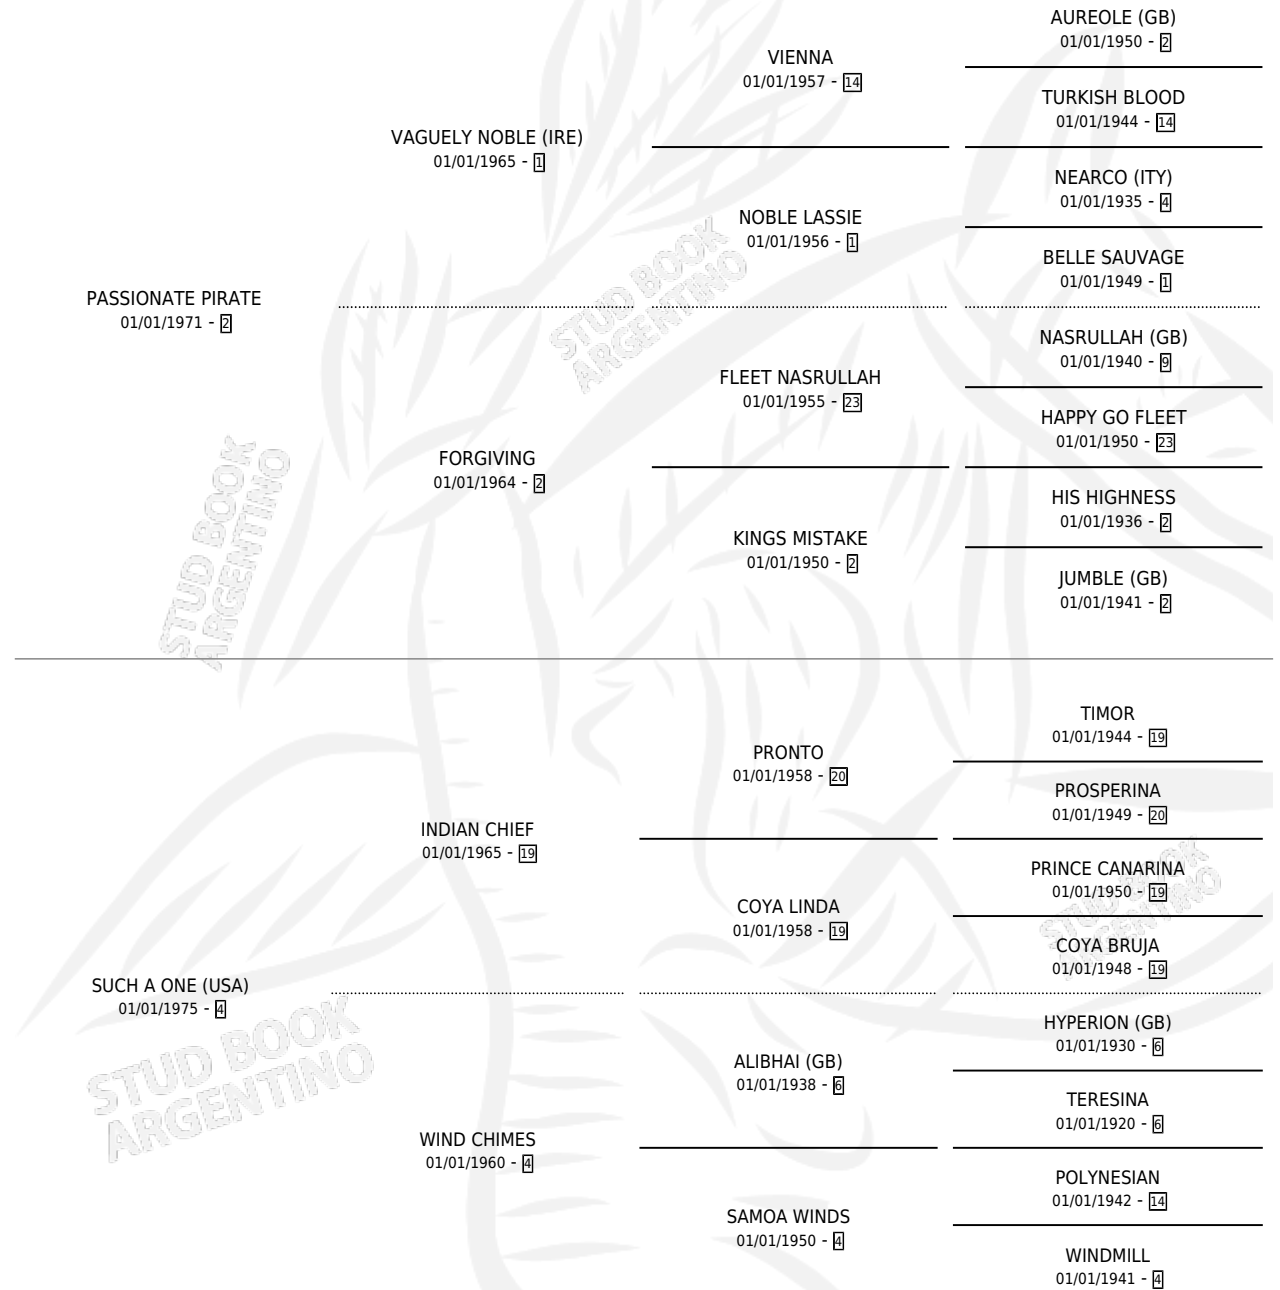 AUREOLE (GB)
01/01/1950 - 2
VIENNA
01/01/1957 - 14
TURKISH BLOOD
01/01/1944 - 14
VAGUELY NOBLE (IRE)
01/01/1965 - 1
NEARCO (ITY)
01/01/1935 - 4
NOBLE LASSIE
01/01/1956 - 1
BELLE SAUVAGE
01/01/1949 - 1
PASSIONATE PIRATE
01/01/1971 - 2
NASRULLAH (GB)
01/01/1940 - 9
FLEET NASRULLAH
01/01/1955 - 23
HAPPY GO FLEET
01/01/1950 - 23
FORGIVING
01/01/1964 - 2
HIS HIGHNESS
01/01/1936 - 2
KINGS MISTAKE
01/01/1950 - 2
JUMBLE (GB)
01/01/1941 - 2
TIMOR
01/01/1944 - 19
PRONTO
01/01/1958 - 20
PROSPERINA
01/01/1949 - 20
INDIAN CHIEF
01/01/1965 - 19
PRINCE CANARINA
01/01/1950 - 19
COYA LINDA
01/01/1958 - 19
COYA BRUJA
01/01/1948 - 19
SUCH A ONE (USA)
01/01/1975 - 4
HYPERION (GB)
01/01/1930 - 6
ALIBHAI (GB)
01/01/1938 - 6
TERESINA
01/01/1920 - 6
WIND CHIMES
01/01/1960 - 4
POLYNESIAN
01/01/1942 - 14
SAMOA WINDS
01/01/1950 - 4
WINDMILL
01/01/1941 - 4
STUD BOOK
ARGENTINO
STUD BOOK
ARGENTINO
STUD BOOK
ARGENTINO
STUD BOOK
ARGENTINO